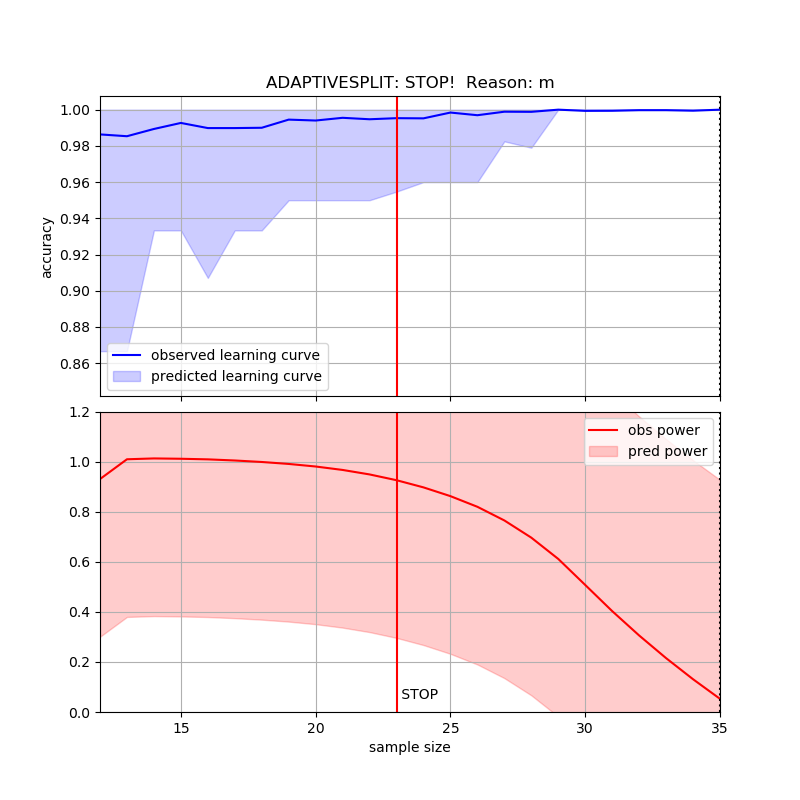 ADAPTIVESPLIT: STOP!  Reason: m
1.00
0.98
0.96
0.94
0.92
0.90
0.88
0.86
accuracy
observed learning curve
predicted learning curve
1.2
1.0
0.8
0.6
0.4
0.2
0.0
obs power
pred power
STOP
15
20
25
30
35
sample size